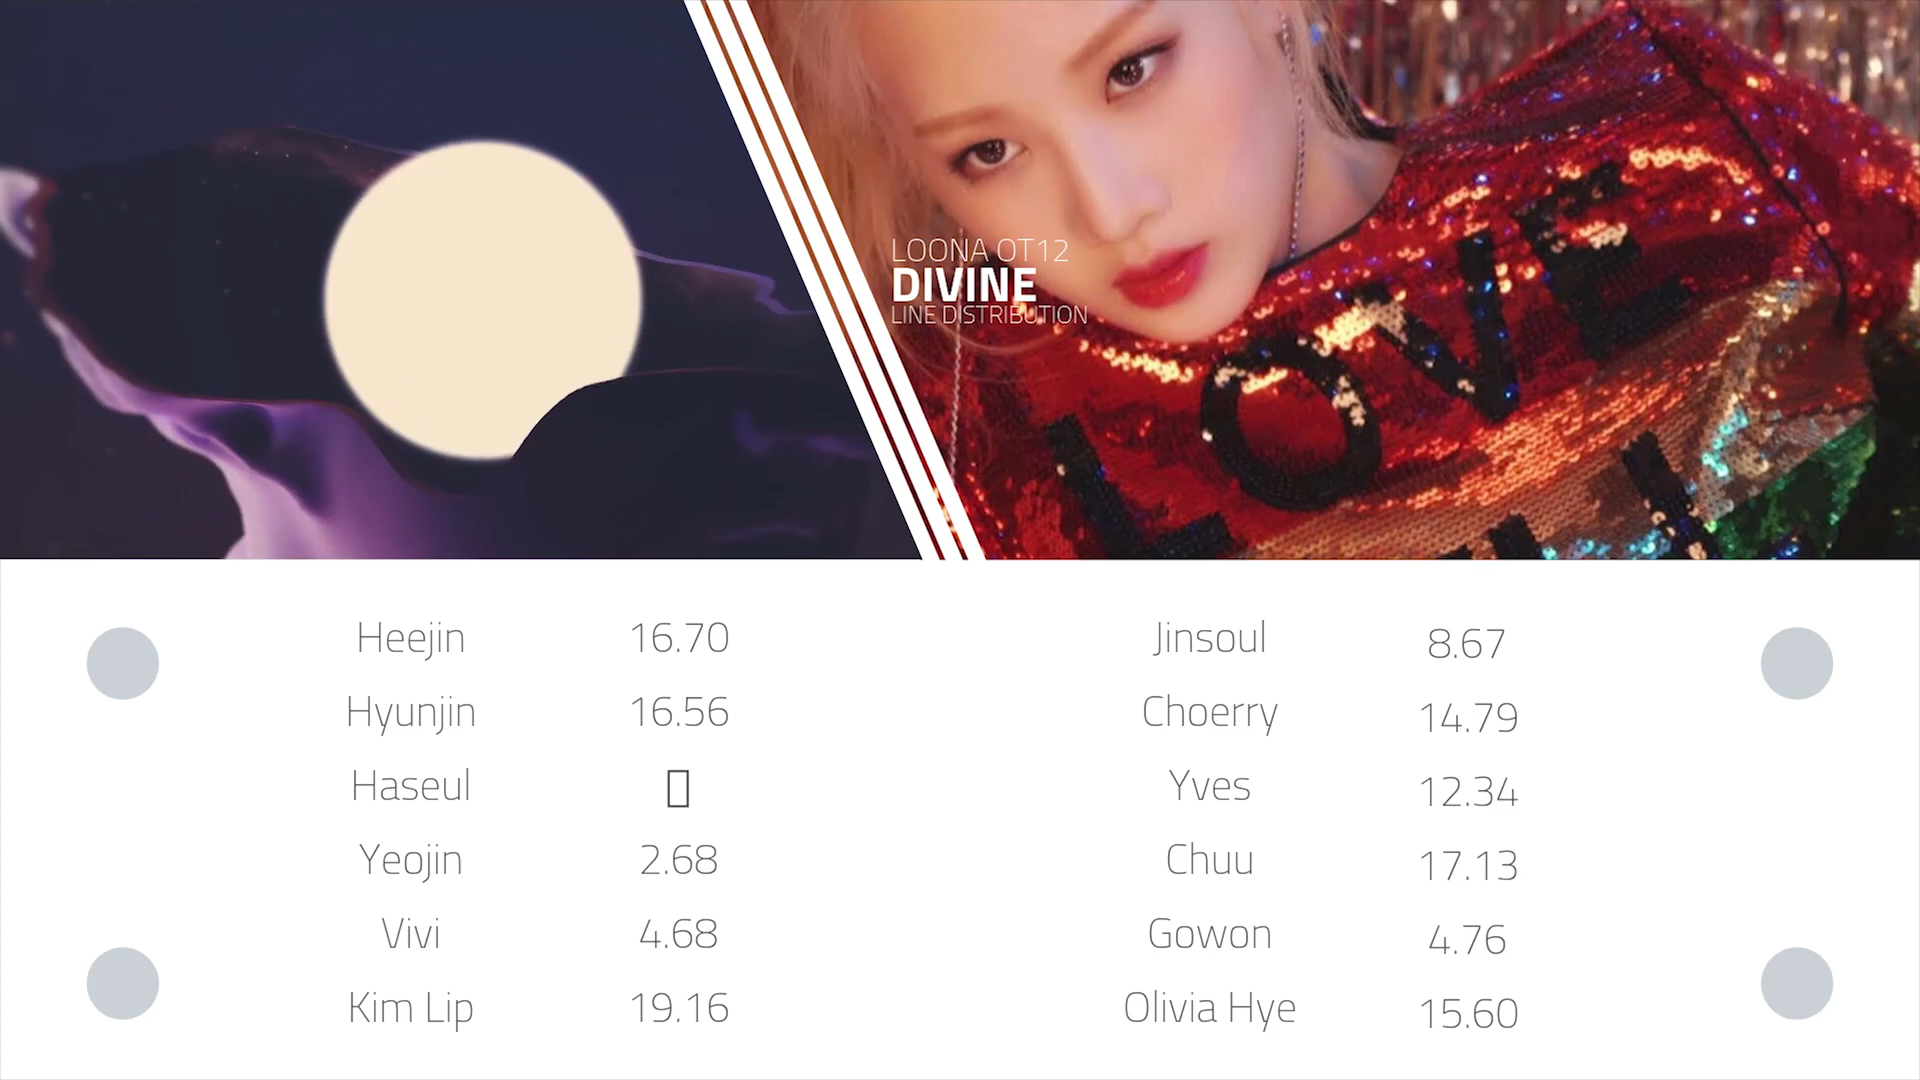 LOONA OT12
DIVINE
LINE DISTRIBUTION
LOVE
Heejin 16.70
Hyunjin 16.56
Haseul
Yeojin 2.68
Vivi 4.68
Kim Lip 19.16
Jinsoul 8.67
Choerry 14.79
Yves 12.34
Chuu 17.13
Gowon 4.76
Olivia Hye 15.60